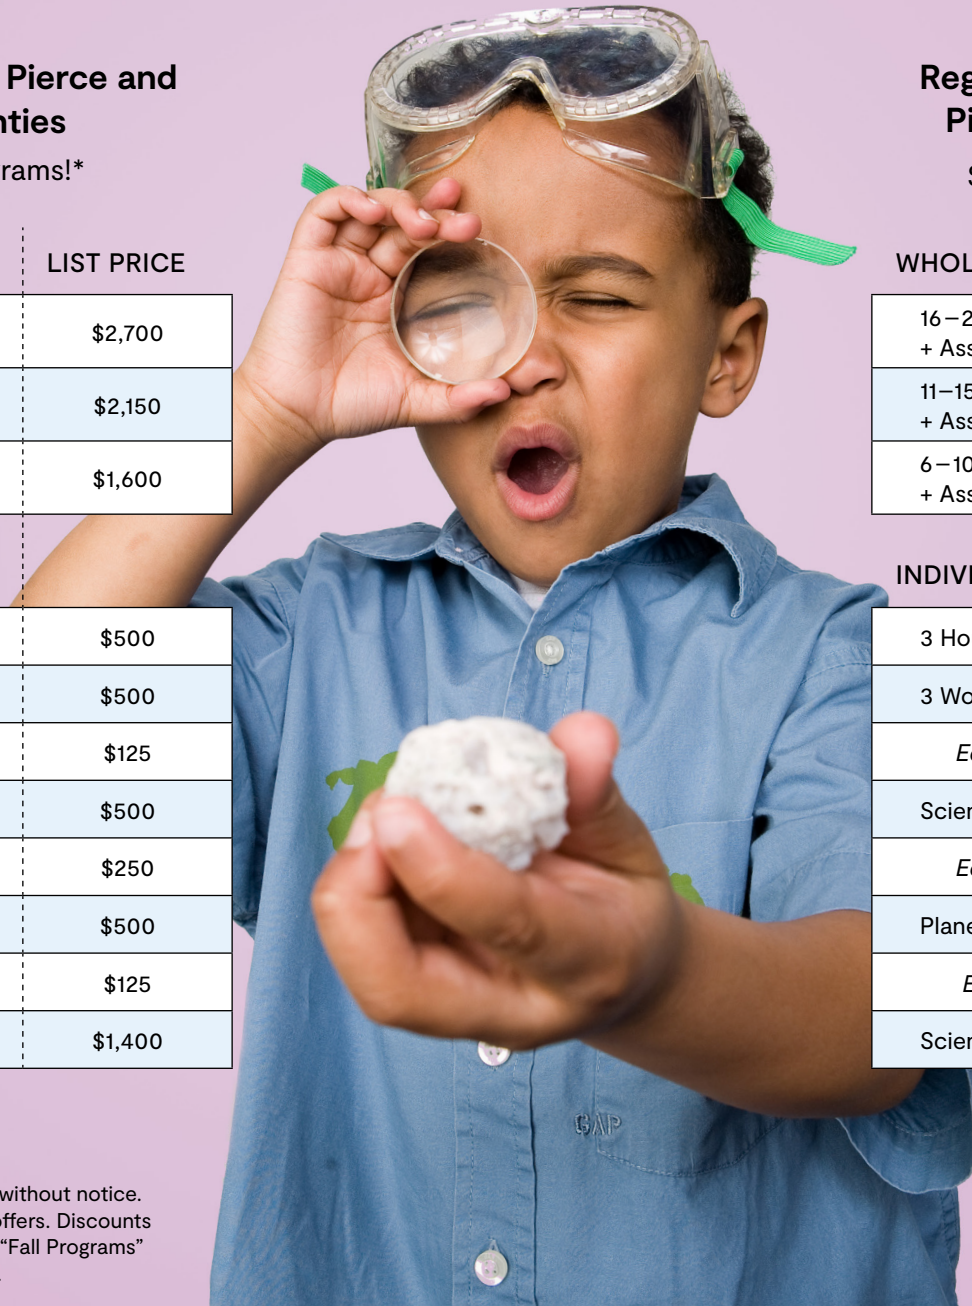 Pierce and
nties
rams!*
LIST PRICE
$2,700
$2,150
$1,600
$500
$500
$125
$500
$250
$500
$125
$1,400
without notice.
offers. Discounts
“Fall Programs”
GAP
Reg
Pi
S
WHOL
16–2
+ Ass
11–15
+ Ass
6–10
+ Ass
INDIVI
3 Ho
3 Wo
Ed
Scien
Ed
Plane
E
Scien